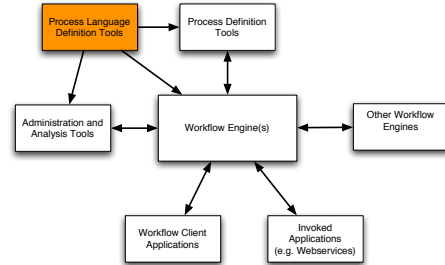 Process Language
Definition Tools
Process Definition
Tools
Administration and
Analysis Tools
Workflow Engine(s)
Other Workflow
Engines
Workflow Client
Applications
Invoked
Applications
(e.g. Webservices)